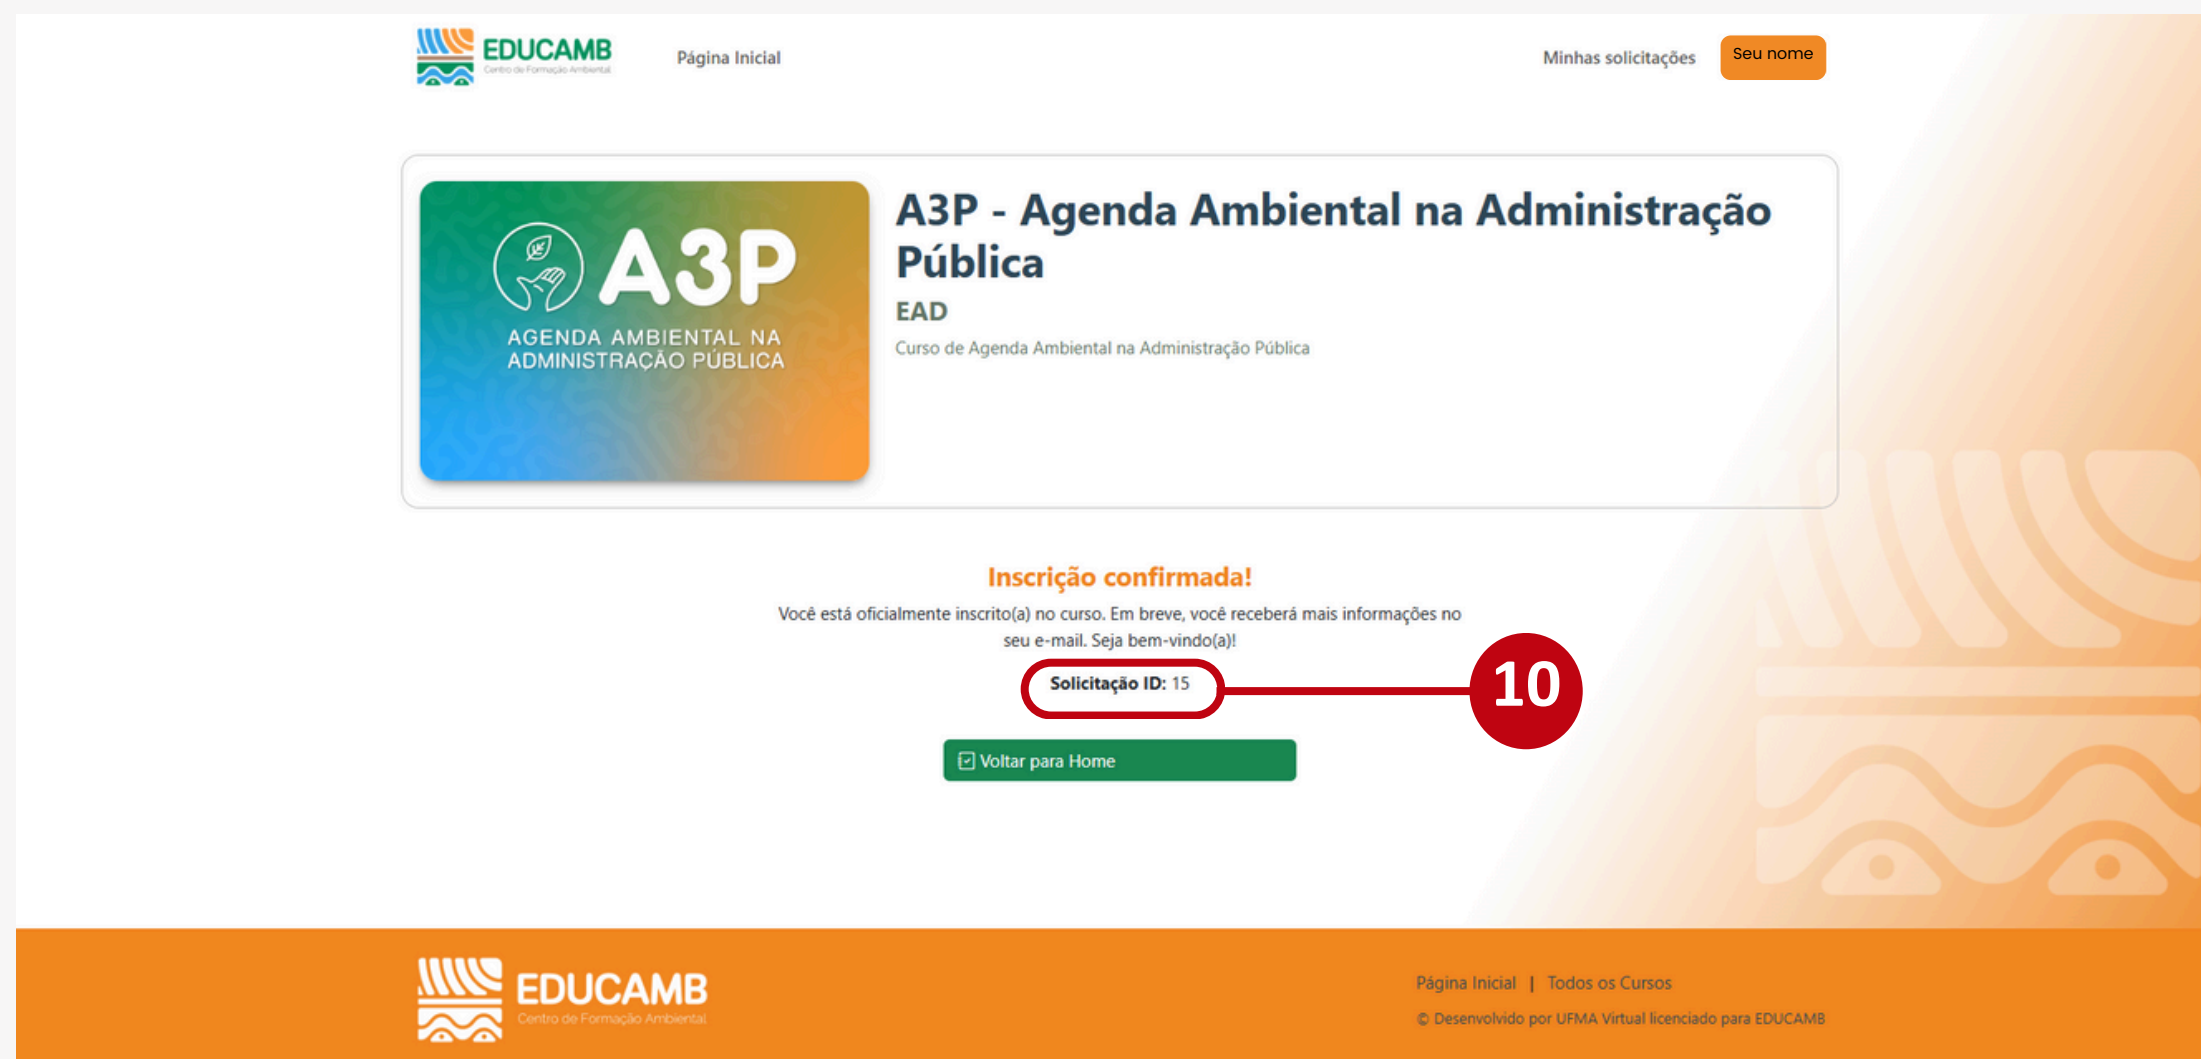 EDUCAMB
Centro de Formação Ambiental
Página Inicial
Minhas solicitações
Seu nome
A3P
AGENDA AMBIENTAL NA
ADMINISTRAÇÃO PÚBLICA
A3P - Agenda Ambiental na Administração
Pública
EAD
Curso de Agenda Ambiental na Administração Pública
Inscrição confirmada!
Você está oficialmente inscrito(a) no curso. Em breve, você receberá mais informações no
seu e-mail. Seja bem-vindo(a)!
Solicitação ID: 15
10
Voltar para Home
EDUCAMB
Centro de Formação Ambiental
Página Inicial | Todos os Cursos
© Desenvolvido por UFMA Virtual licenciado para EDUCAMB